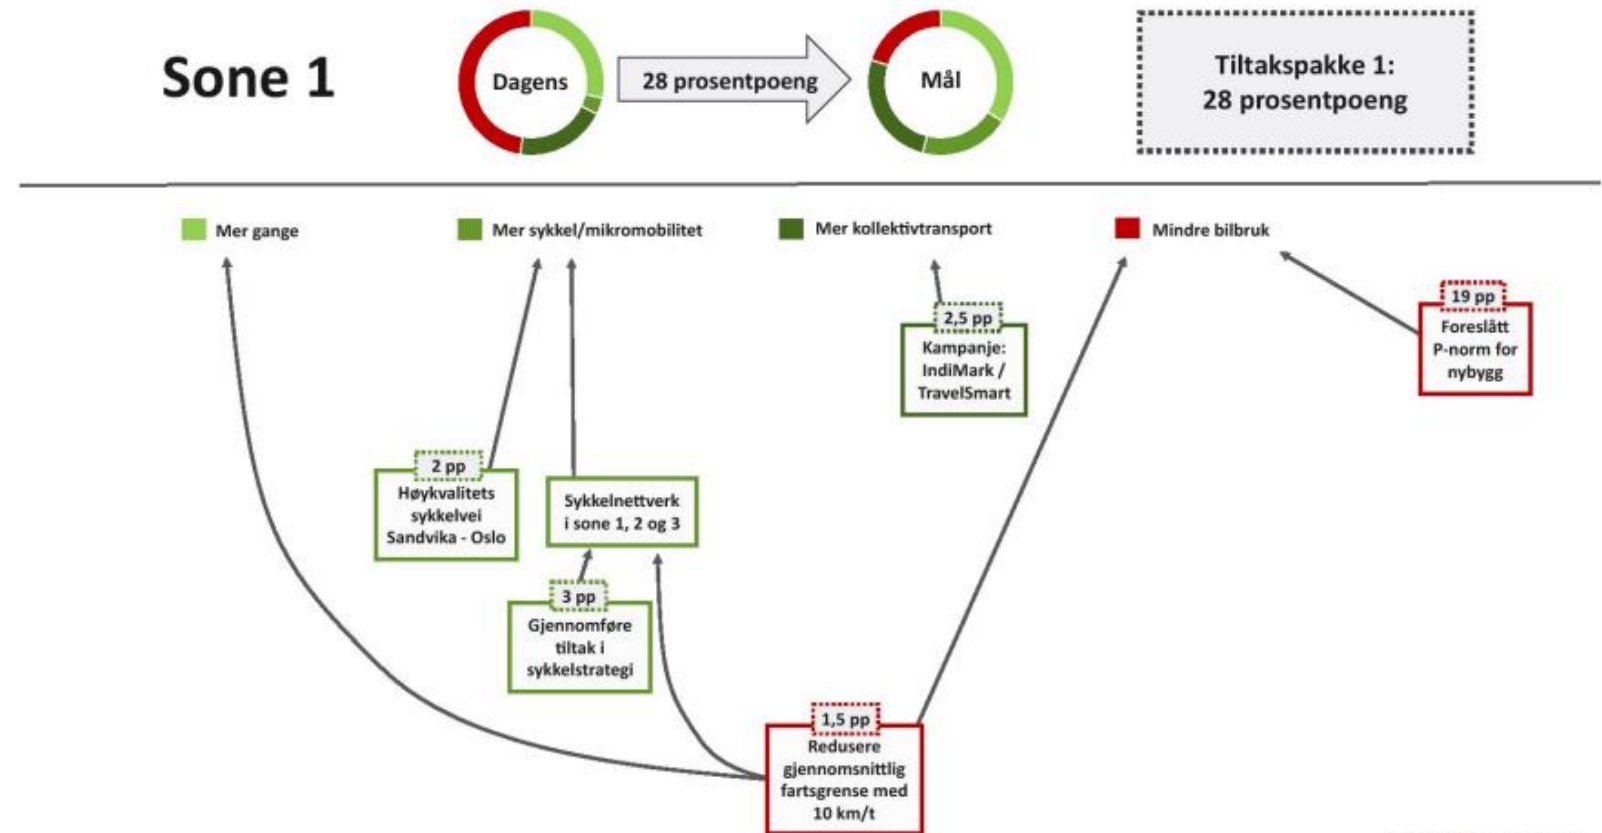 Sone 1
Dagens
28 prosentpoeng
Mål
Tiltakspakke 1:
28 prosentpoeng
Mer gange
Mer sykkel/mikromobilitet
Mer kollektivtransport
Mindre bilbruk
19 pp
Foreslått
P-norm for
nybygg
2,5 pp
Kampanje:
IndiMark /
TravelSmart
2 pp
Høykvalitets
sykkelvei
Sandvika - Oslo
Sykkelnettverk
i sone 1, 2 og 3
3 pp
Gjennomføre
tiltak i
sykkelstrategi
1,5 pp
Redusere
gjennomsnittlig
fartsgrense med
10 km/t